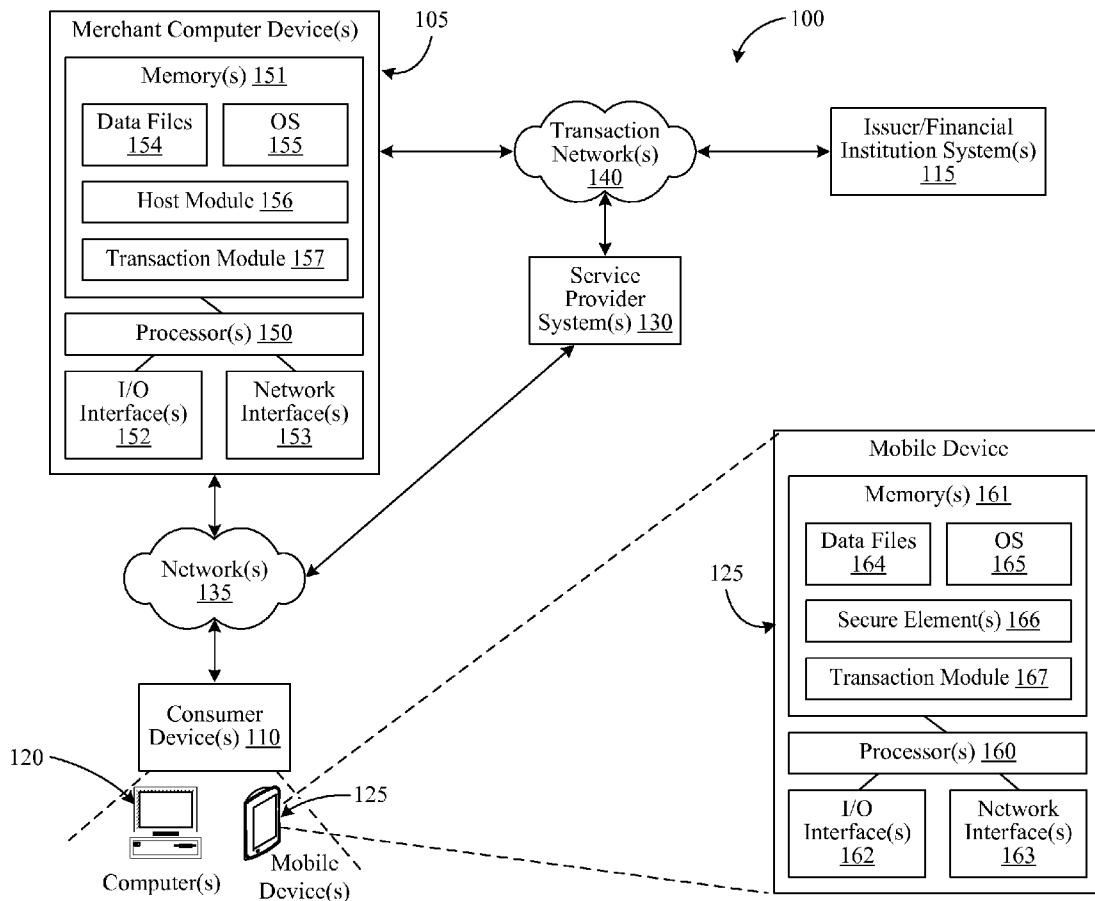 Merchant Computer Device(s)
105
100
Memory(s) 151
Data Files
154
OS
155
Host Module 156
Transaction Module 157
Processor(s) 150
I/O
Interface(s)
152
Network
Interface(s)
153
Transaction
Network(s)
140
Issuer/Financial
Institution System(s)
115
Service
Provider
System(s) 130
Network(s)
135
Consumer
Device(s) 110
120
125
Computer(s)
Mobile
Device(s)
125
Mobile Device
Memory(s) 161
Data Files
164
OS
165
Secure Element(s) 166
Transaction Module 167
Processor(s) 160
I/O
Interface(s)
162
Network
Interface(s)
163